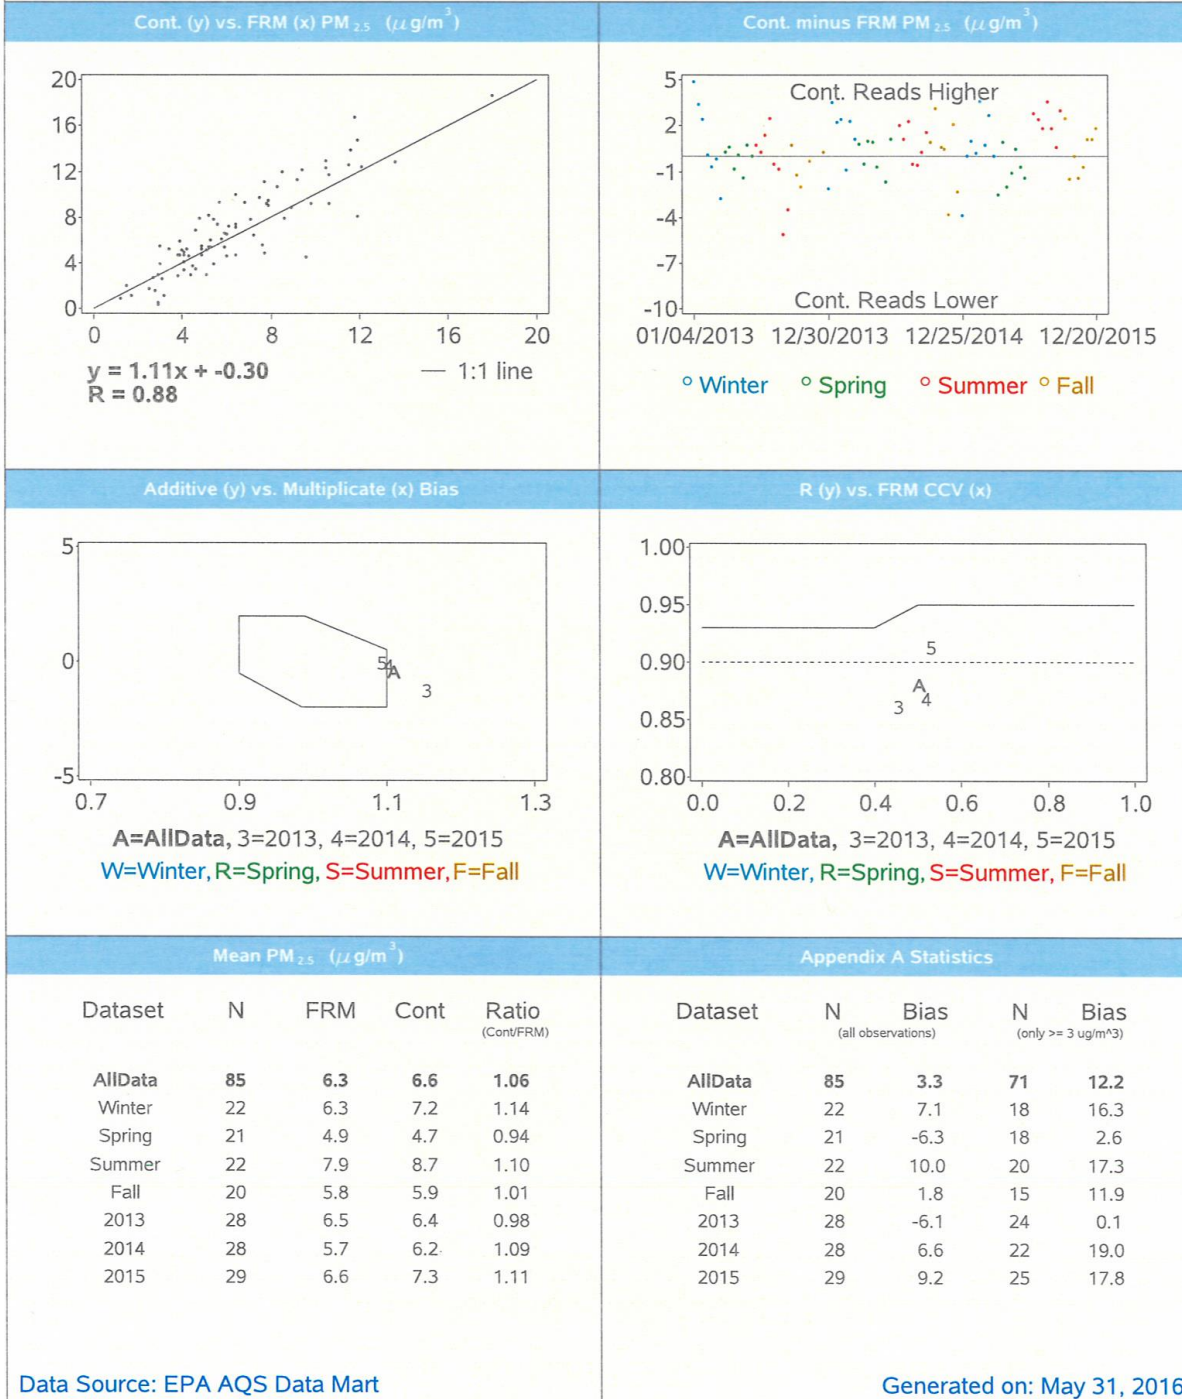 Cont. (y) vs. FRM (x) PM 2.5 (μg/m³)
20
16
12
8
4
0
0 4 8 12 16 20
y = 1.11x + -0.30
R = 0.88
— 1:1 line
Cont. minus FRM PM 2.5 (μg/m³)
5
2
-1
-4
-7
-10
Cont. Reads Higher
Cont. Reads Lower
01/04/2013 12/30/2013 12/25/2014 12/20/2015
Winter Spring Summer Fall
Additive (y) vs. Multiplicate (x) Bias
5
0
-5
5 4 A 3
0.7 0.9 1.1 1.3
A=AllData, 3=2013, 4=2014, 5=2015
W=Winter, R=Spring, S=Summer, F=Fall
R (y) vs. FRM CCV (x)
1.00
0.95
0.90
0.85
0.80
5
A
4
3
0.0 0.2 0.4 0.6 0.8 1.0
A=AllData, 3=2013, 4=2014, 5=2015
W=Winter, R=Spring, S=Summer, F=Fall
Mean PM 2.5 (μg/m³)
Dataset N FRM Cont Ratio
(Cont/FRM)
AllData 85 6.3 6.6 1.06
Winter 22 6.3 7.2 1.14
Spring 21 4.9 4.7 0.94
Summer 22 7.9 8.7 1.10
Fall 20 5.8 5.9 1.01
2013 28 6.5 6.4 0.98
2014 28 5.7 6.2 1.09
2015 29 6.6 7.3 1.11
Appendix A Statistics
Dataset N Bias N Bias
(all observations) (only >= 3 ug/m^3)
AllData 85 3.3 71 12.2
Winter 22 7.1 18 16.3
Spring 21 -6.3 18 2.6
Summer 22 10.0 20 17.3
Fall 20 1.8 15 11.9
2013 28 -6.1 24 0.1
2014 28 6.6 22 19.0
2015 29 9.2 25 17.8
Data Source: EPA AQS Data Mart
Generated on: May 31, 2016